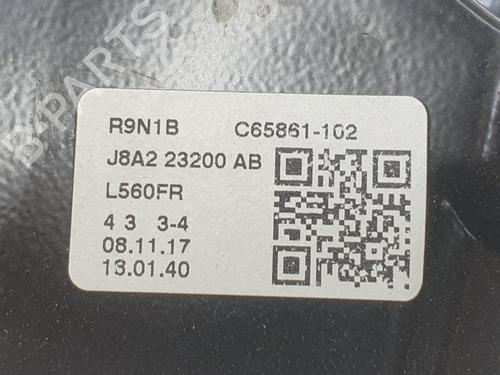 B-PARTS
R9N1B C65861-102
J8A2 23200 AB
L560FR
4 3 3-4
08.11.17
13.01.40